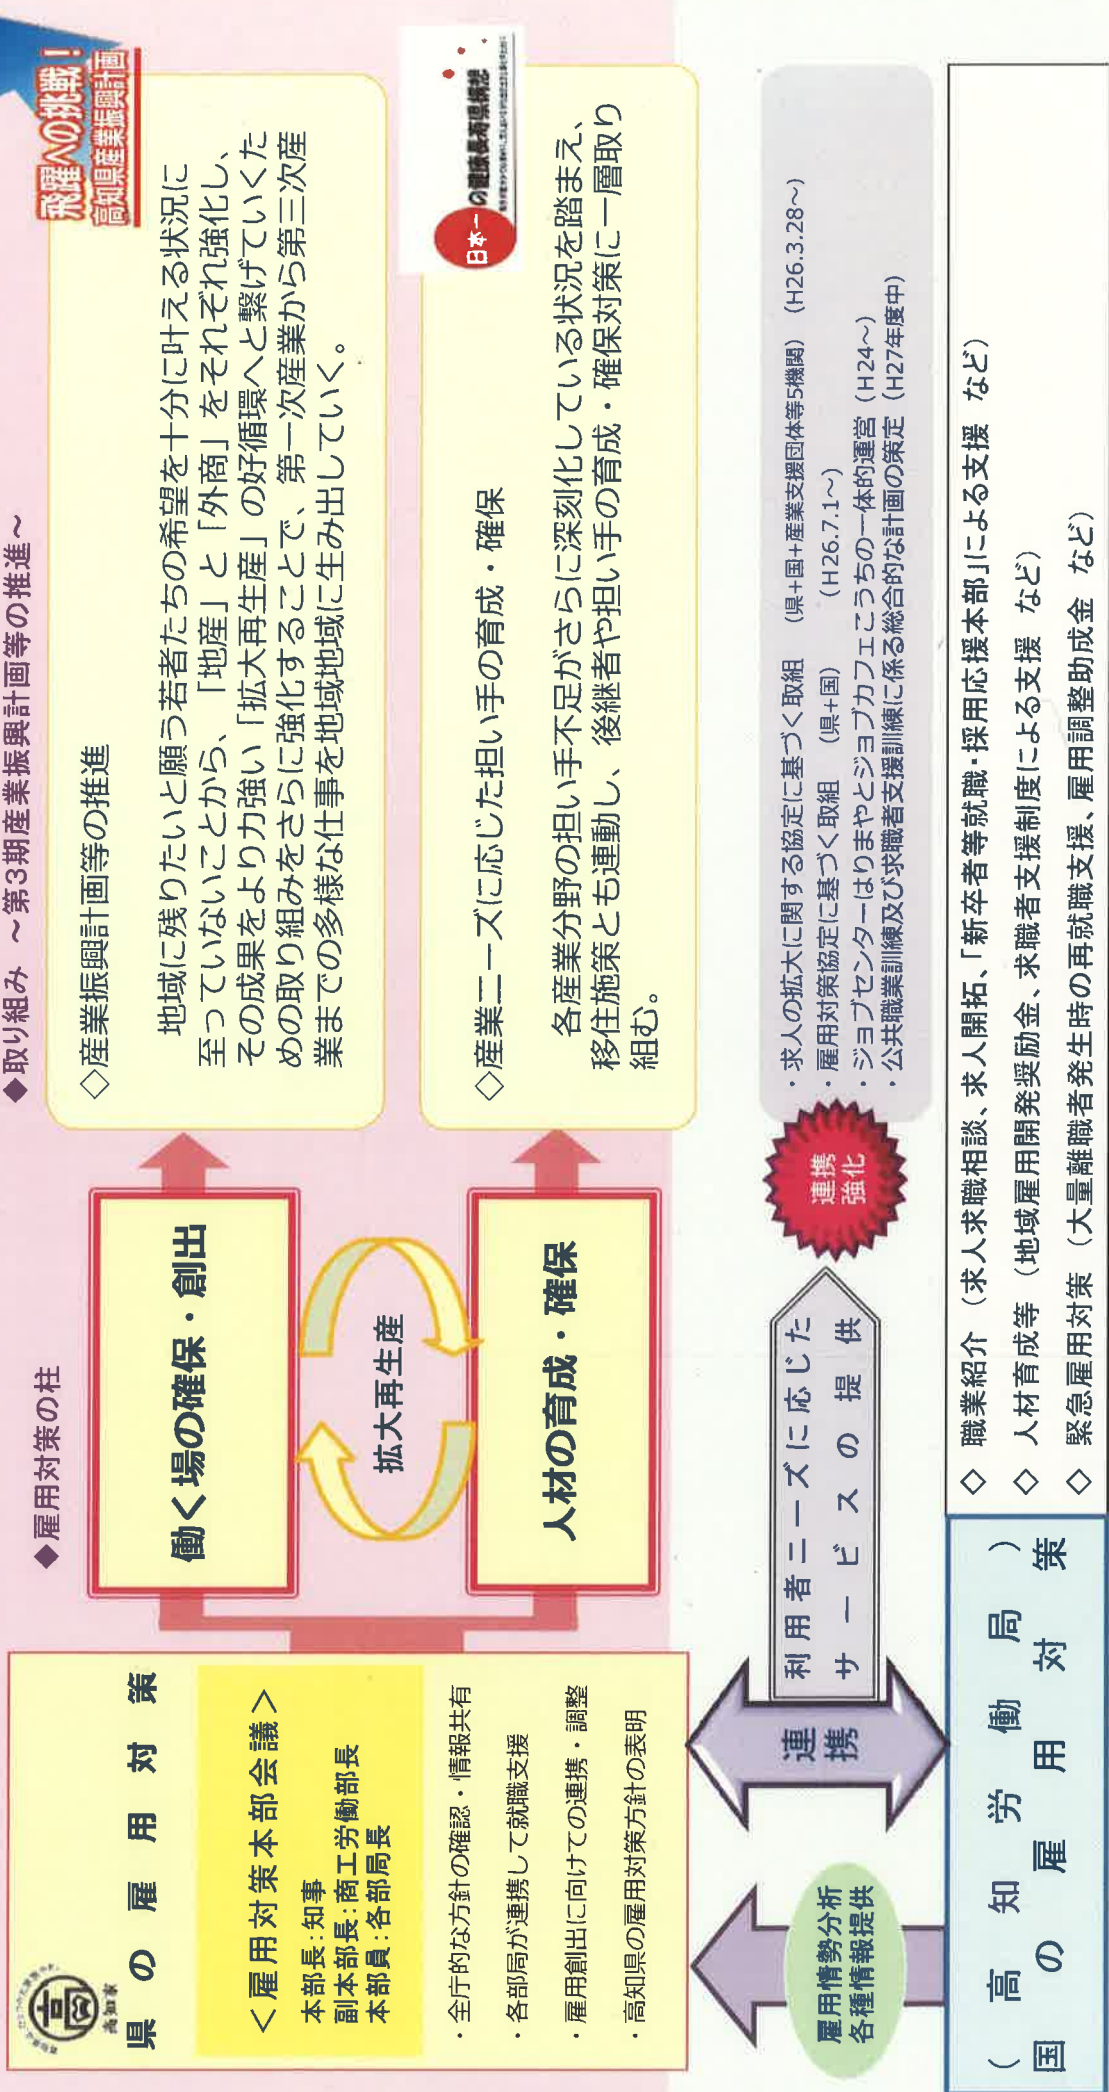 高知家
県の雇用対策
＜雇用対策本部会議＞
本部長：知事
副本部長：商工労働部長
本部員：各部局長
・全庁的な方針の確認・情報共有
・各部局が連携して就職支援
・雇用創出に向けての連携・調整
・高知県の雇用対策方針の表明
◆雇用対策の柱
働く場の確保・創出
拡大再生産
人材の育成・確保
◆取り組み ～第3期産業振興計画等の推進～
飛躍への挑戦！
高知県産業振興計画
◇産業振興計画等の推進
地域に残りたいと願う若者たちの希望を十分に叶える状況に
至っていないことから、「地産」と「外商」をそれぞれ強化し、
その成果をより力強い「拡大再生産」の好循環へと繋げていくた
めの取り組みをさらに強化することで、第一次産業から第三次産
業までの多様な仕事を地域地域に生み出していく。
日本一の健康長寿県構想
◇産業ニーズに応じた担い手の育成・確保
各産業分野の担い手不足がさらに深刻化している状況を踏まえ、
移住施策とも連動し、後継者や担い手の育成・確保対策に一層取り
組む。
雇用情勢分析
各種情報提供
連携
利用者ニーズに応じた
サービスの提供
連携
強化
・求人の拡大に関する協定に基づく取組 （県+国+産業支援団体等5機関）（H26.3.28～）
・雇用対策協定に基づく取組 （県+国） （H26.7.1～）
・ジョブセンターはりまやとジョブカフェこうちの一体的運営（H24～）
・公共職業訓練及び求職者支援訓練に係る総合的な計画の策定（H27年度中）
（高知労働局）
国の雇用対策
◇ 職業紹介（求人求職相談、求人開拓、「新卒者等就職・採用応援本部」による支援 など）
◇ 人材育成等（地域雇用開発奨励金、求職者支援制度による支援 など）
◇ 緊急雇用対策（大量離職者発生時の再就職支援、雇用調整助成金 など）